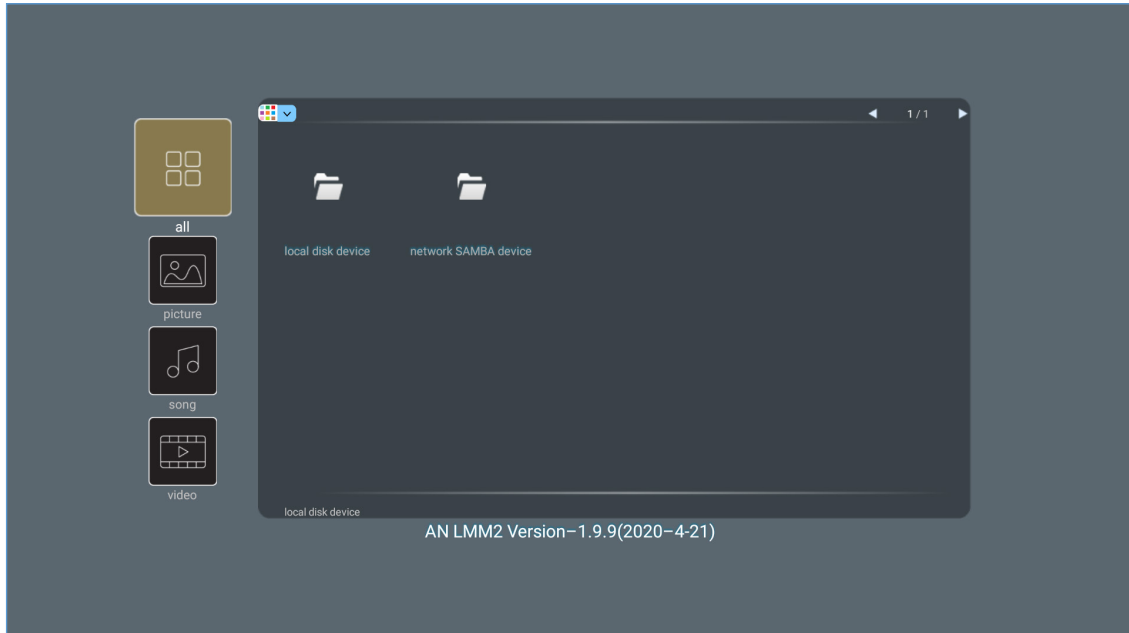 1 / 1
all
local disk device
network SAMBA device
picture
song
video
local disk device
AN LMM2 Version–1.9.9(2020–4-21)